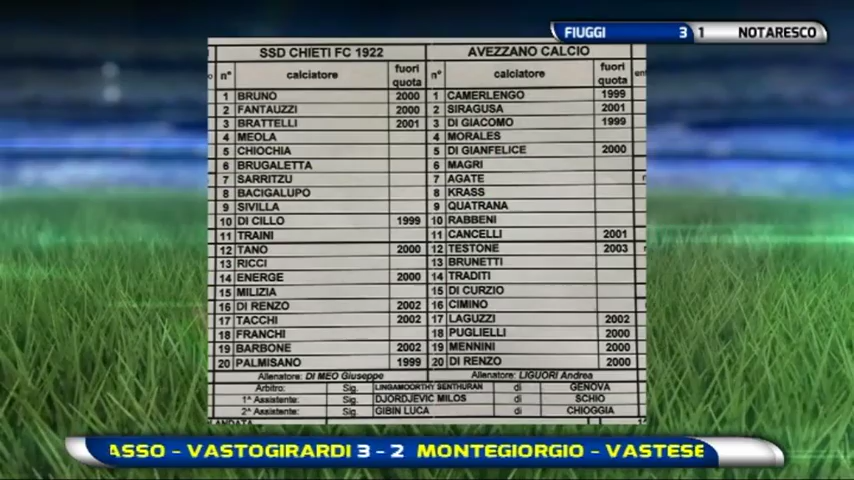 FIUGGI 3 1 NOTARESCO
SSD CHIETI FC 1922 AVEZZANO CALCIO
n° calciatore fuori quota n° calciatore fuori quota
1 BRUNO 2000 1 CAMERLENGO 1999
2 FANTAUZZI 2000 2 SIRAGUSA 2001
3 BRATTELLI 2001 3 DI GIACOMO 1999
4 MEOLA 4 MORALES
5 CHIOCHIA 5 DI GIANFELICE 2000
6 BRUGALETTA 6 MAGRI
7 SARRITZU 7 AGATE
8 BACIGALUPO 8 KRASS
9 SIVILLA 9 QUATRANA
10 DI CILLO 1999 10 RABBENI
11 TRAINI 11 CANCELLI 2001
12 TANO 2000 12 TESTONE 2003
13 RICCI 13 BRUNETTI
14 ENERGE 2000 14 TRADITI
15 MILIZIA 15 DI CURZIO
16 DI RENZO 2002 16 CIMINO
17 TACCHI 2002 17 LAGUZZI 2002
18 FRANCHI 18 PUGLIELLI 2000
19 BARBONE 2002 19 MENNINI 2000
20 PALMISANO 1999 20 DI RENZO 2000
Allenatore: DI MEO Giuseppe Allenatore: LIGUORI Andrea
Arbitro: Sig. LINGAMOORTHY SENTHURAN di GENOVA
1^ Assistente: Sig. DJORDJEVIC MILOS di SCHIO
2^ Assistente: Sig. GIBIN LUCA di CHIOGGIA
ASSO - VASTOGIRARDI 3 - 2 MONTEGIORGIO - VASTESE